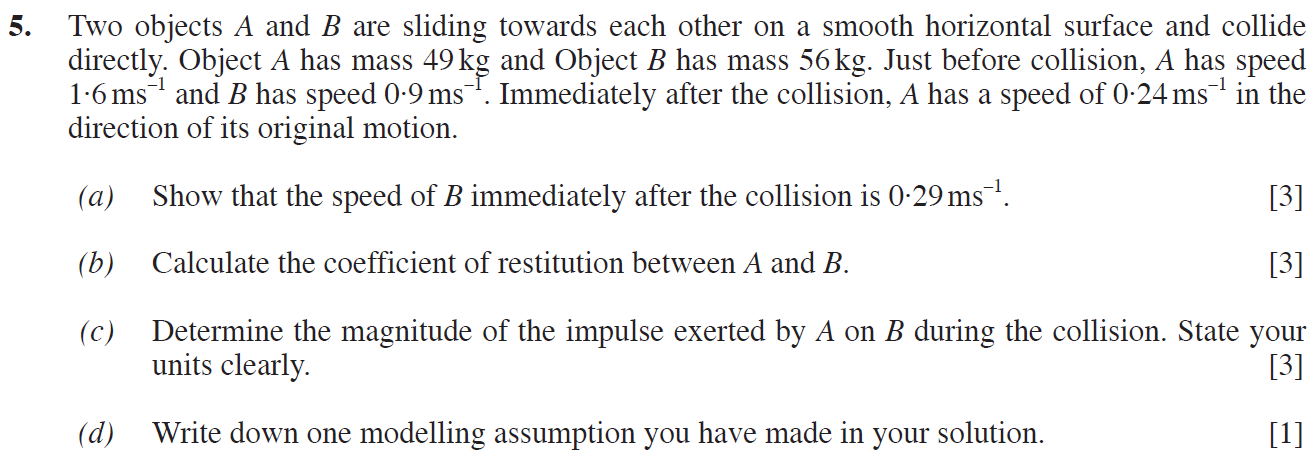 5. Two objects A and B are sliding towards each other on a smooth horizontal surface and collide
directly. Object A has mass 49 kg and Object B has mass 56 kg. Just before collision, A has speed
1·6 ms⁻¹ and B has speed 0·9 ms⁻¹. Immediately after the collision, A has a speed of 0·24 ms⁻¹ in the
direction of its original motion.
(a) Show that the speed of B immediately after the collision is 0·29 ms⁻¹. [3]
(b) Calculate the coefficient of restitution between A and B. [3]
(c) Determine the magnitude of the impulse exerted by A on B during the collision. State your
units clearly. [3]
(d) Write down one modelling assumption you have made in your solution. [1]